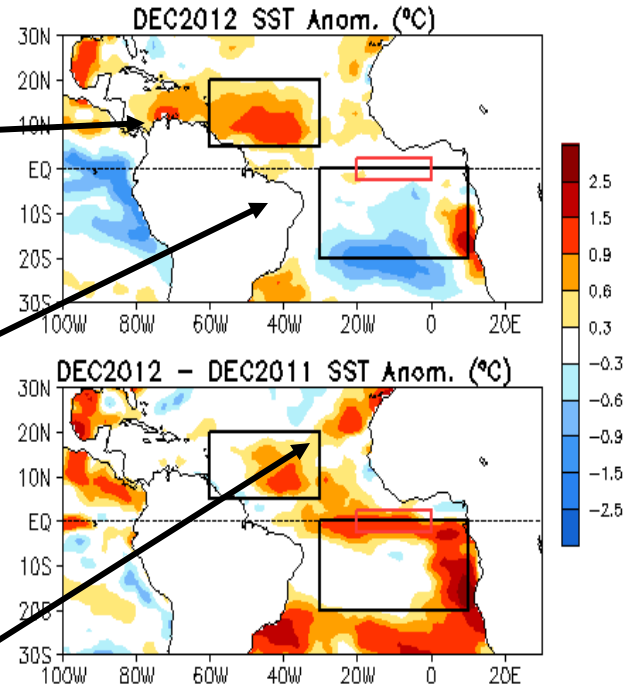 DEC2012 SST Anom. (ºC)
30N
20N
10N
EQ
10S
20S
30S
100W 80W 60W 40W 20W 0 20E
DEC2012 – DEC2011 SST Anom. (ºC)
30N
20N
10N
EQ
10S
20S
30S
100W 80W 60W 40W 20W 0 20E
2.5
1.5
0.9
0.6
0.3
-0.3
-0.6
-0.9
-1.5
-2.5